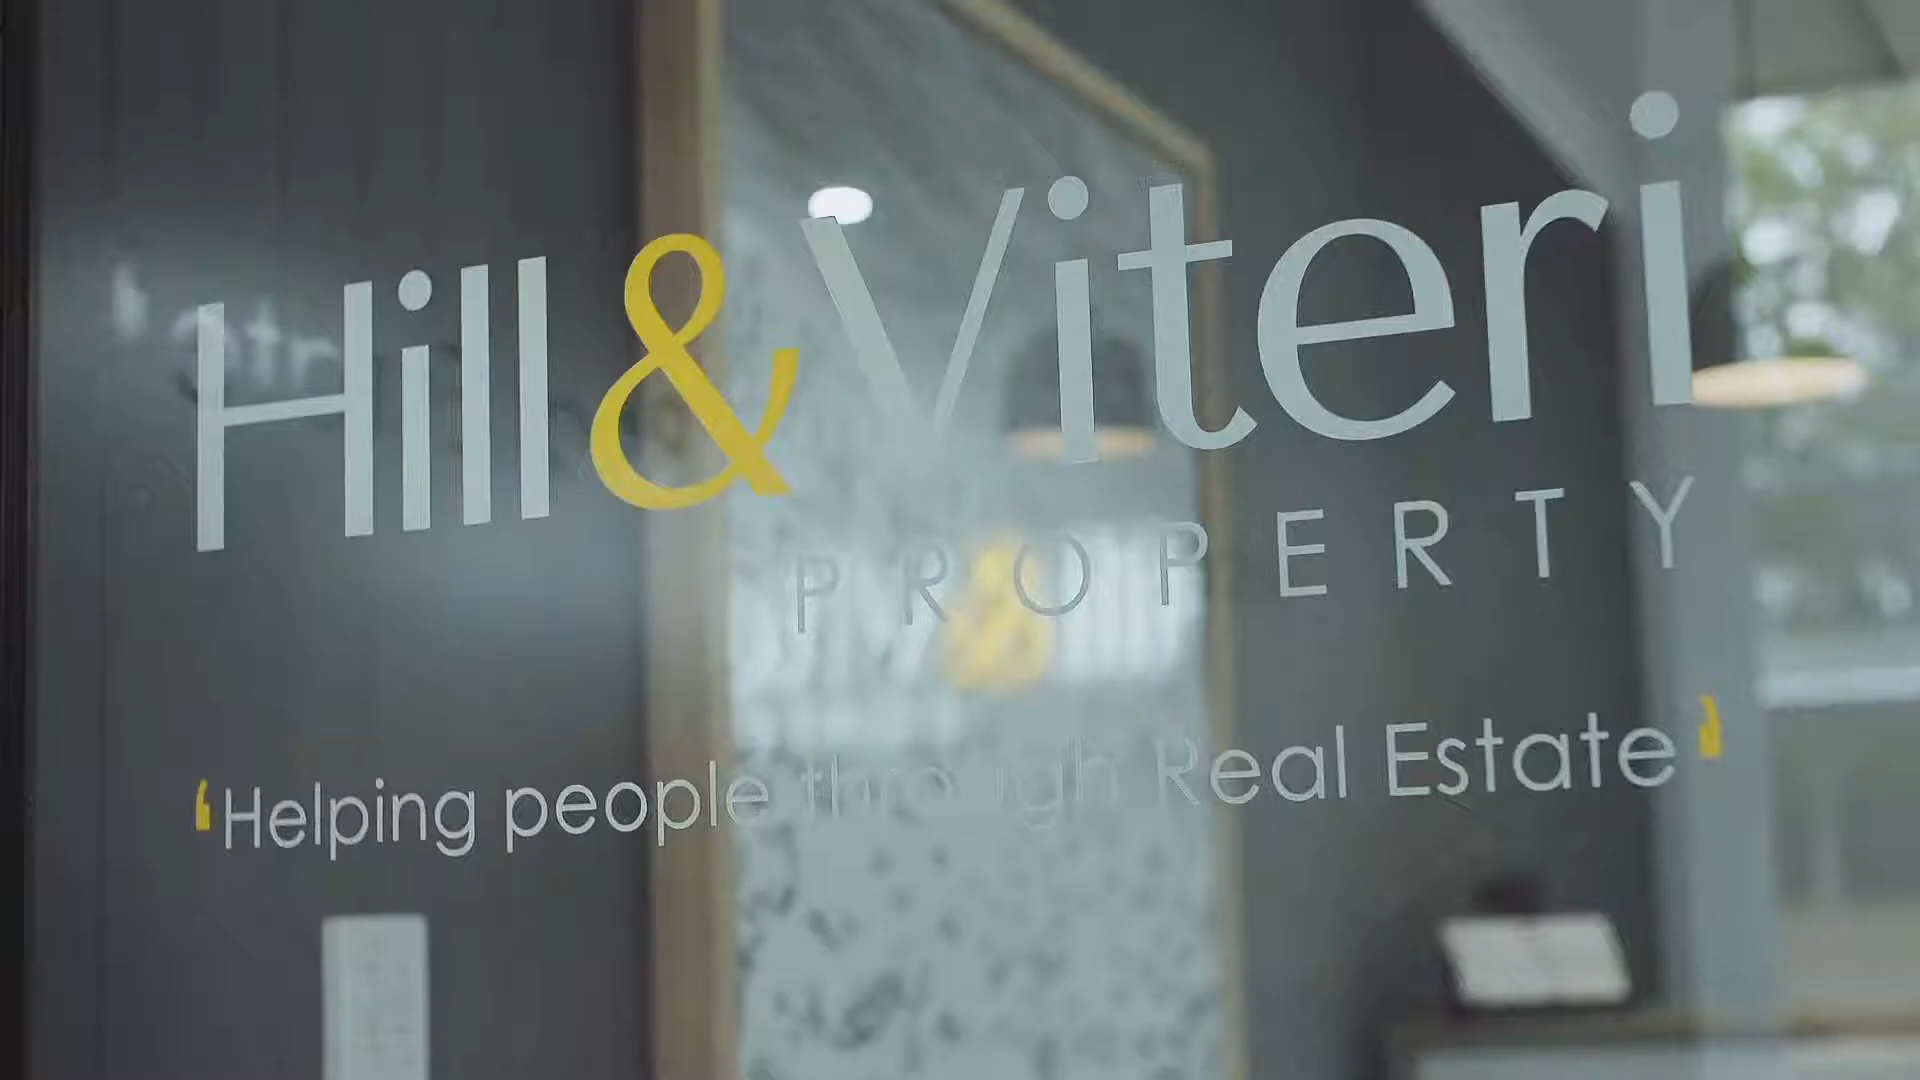 Hill & Viteri
PROPERTY
‘Helping people through Real Estate’